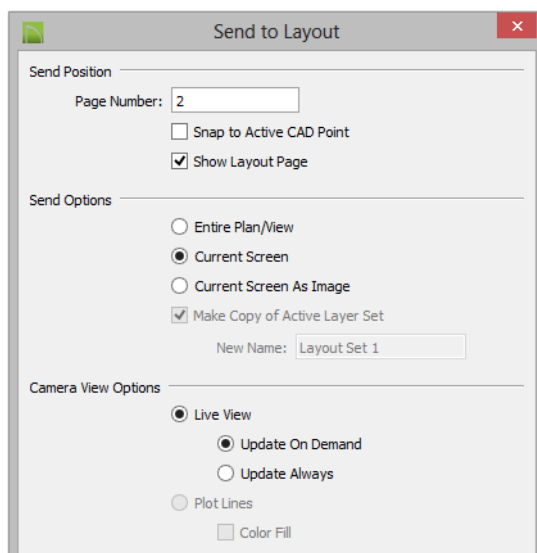 Send to Layout
Send Position
Page Number: 2
Snap to Active CAD Point
Show Layout Page
Send Options
Entire Plan/View
Current Screen
Current Screen As Image
Make Copy of Active Layer Set
New Name: Layout Set 1
Camera View Options
Live View
Update On Demand
Update Always
Plot Lines
Color Fill